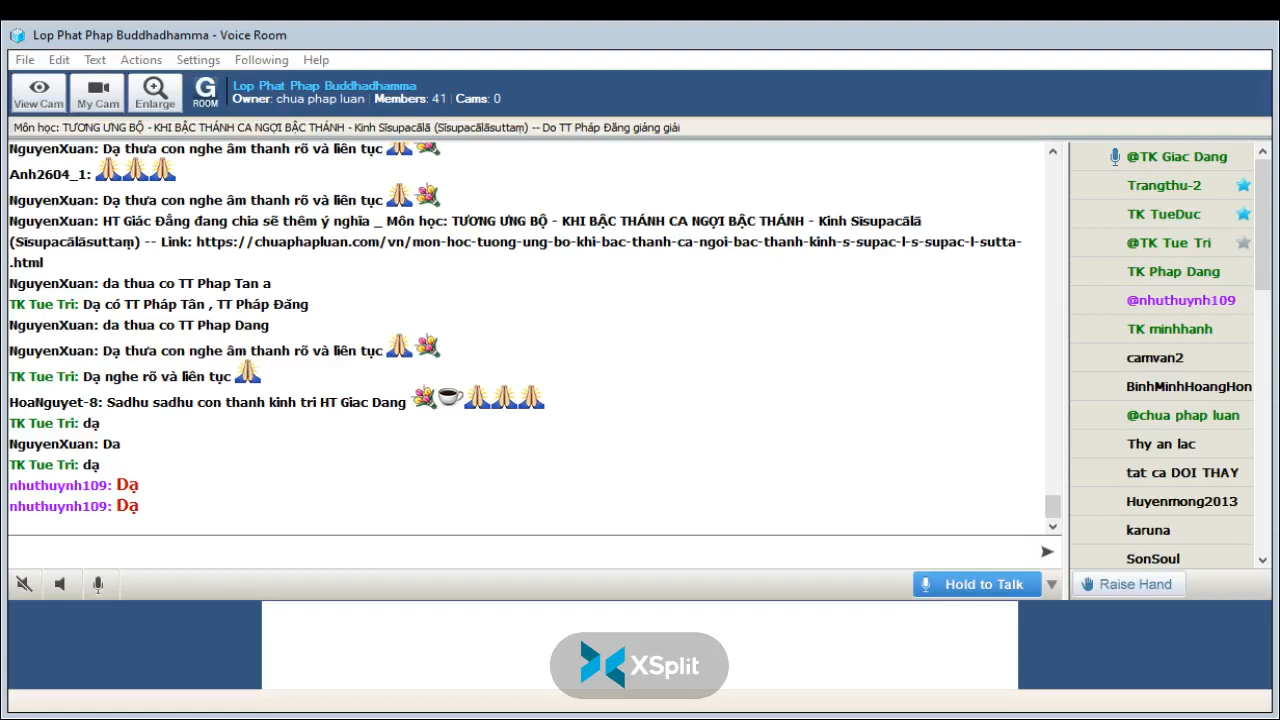 Lop Phat Phap Buddhadhamma - Voice Room
File Edit Text Actions Settings Following Help
View Cam My Cam Enlarge G ROOM
Lop Phat Phap Buddhadhamma
Owner: chua phap luan | Members: 41 | Cams: 0
Môn học: TƯƠNG ƯNG BỘ - KHI BẬC THÁNH CA NGỢI BẬC THÁNH - Kinh Sīsupacālā (Sīsupacālāsuttaṃ) -- Do TT Pháp Đăng giảng giải
NguyenXuan: Dạ thưa con nghe âm thanh rõ và liên tục
Anh2604_1:
NguyenXuan: Dạ thưa con nghe âm thanh rõ và liên tục
NguyenXuan: HT Giác Đẳng đang chia sẽ thêm ý nghĩa _ Môn học: TƯƠNG ƯNG BỘ - KHI BẬC THÁNH CA NGỢI BẬC THÁNH - Kinh Sīsupacālā
(Sīsupacālāsuttaṃ) -- Link: https://chuaphapluan.com/vn/mon-hoc-tuong-ung-bo-khi-bac-thanh-ca-ngoi-bac-thanh-kinh-s-supac-l-s-supac-l-sutta-
.html
NguyenXuan: da thua co TT Phap Tan a
TK Tue Tri: Dạ có TT Pháp Tân , TT Pháp Đăng
NguyenXuan: da thua co TT Phap Dang
NguyenXuan: Dạ thưa con nghe âm thanh rõ và liên tục
TK Tue Tri: Dạ nghe rõ và liên tục
HoaNguyet-8: Sadhu sadhu con thanh kinh tri HT Giac Dang
TK Tue Tri: dạ
NguyenXuan: Da
TK Tue Tri: dạ
nhuthuynh109: Dạ
nhuthuynh109: Dạ
@TK Giac Dang
Trangthu-2
TK TueDuc
@TK Tue Tri
TK Phap Dang
@nhuthuynh109
TK minhhanh
camvan2
BinhMinhHoangHon
@chua phap luan
Thy an lac
tat ca DOI THAY
Huyenmong2013
karuna
SonSoul
Hold to Talk
Raise Hand
XSplit